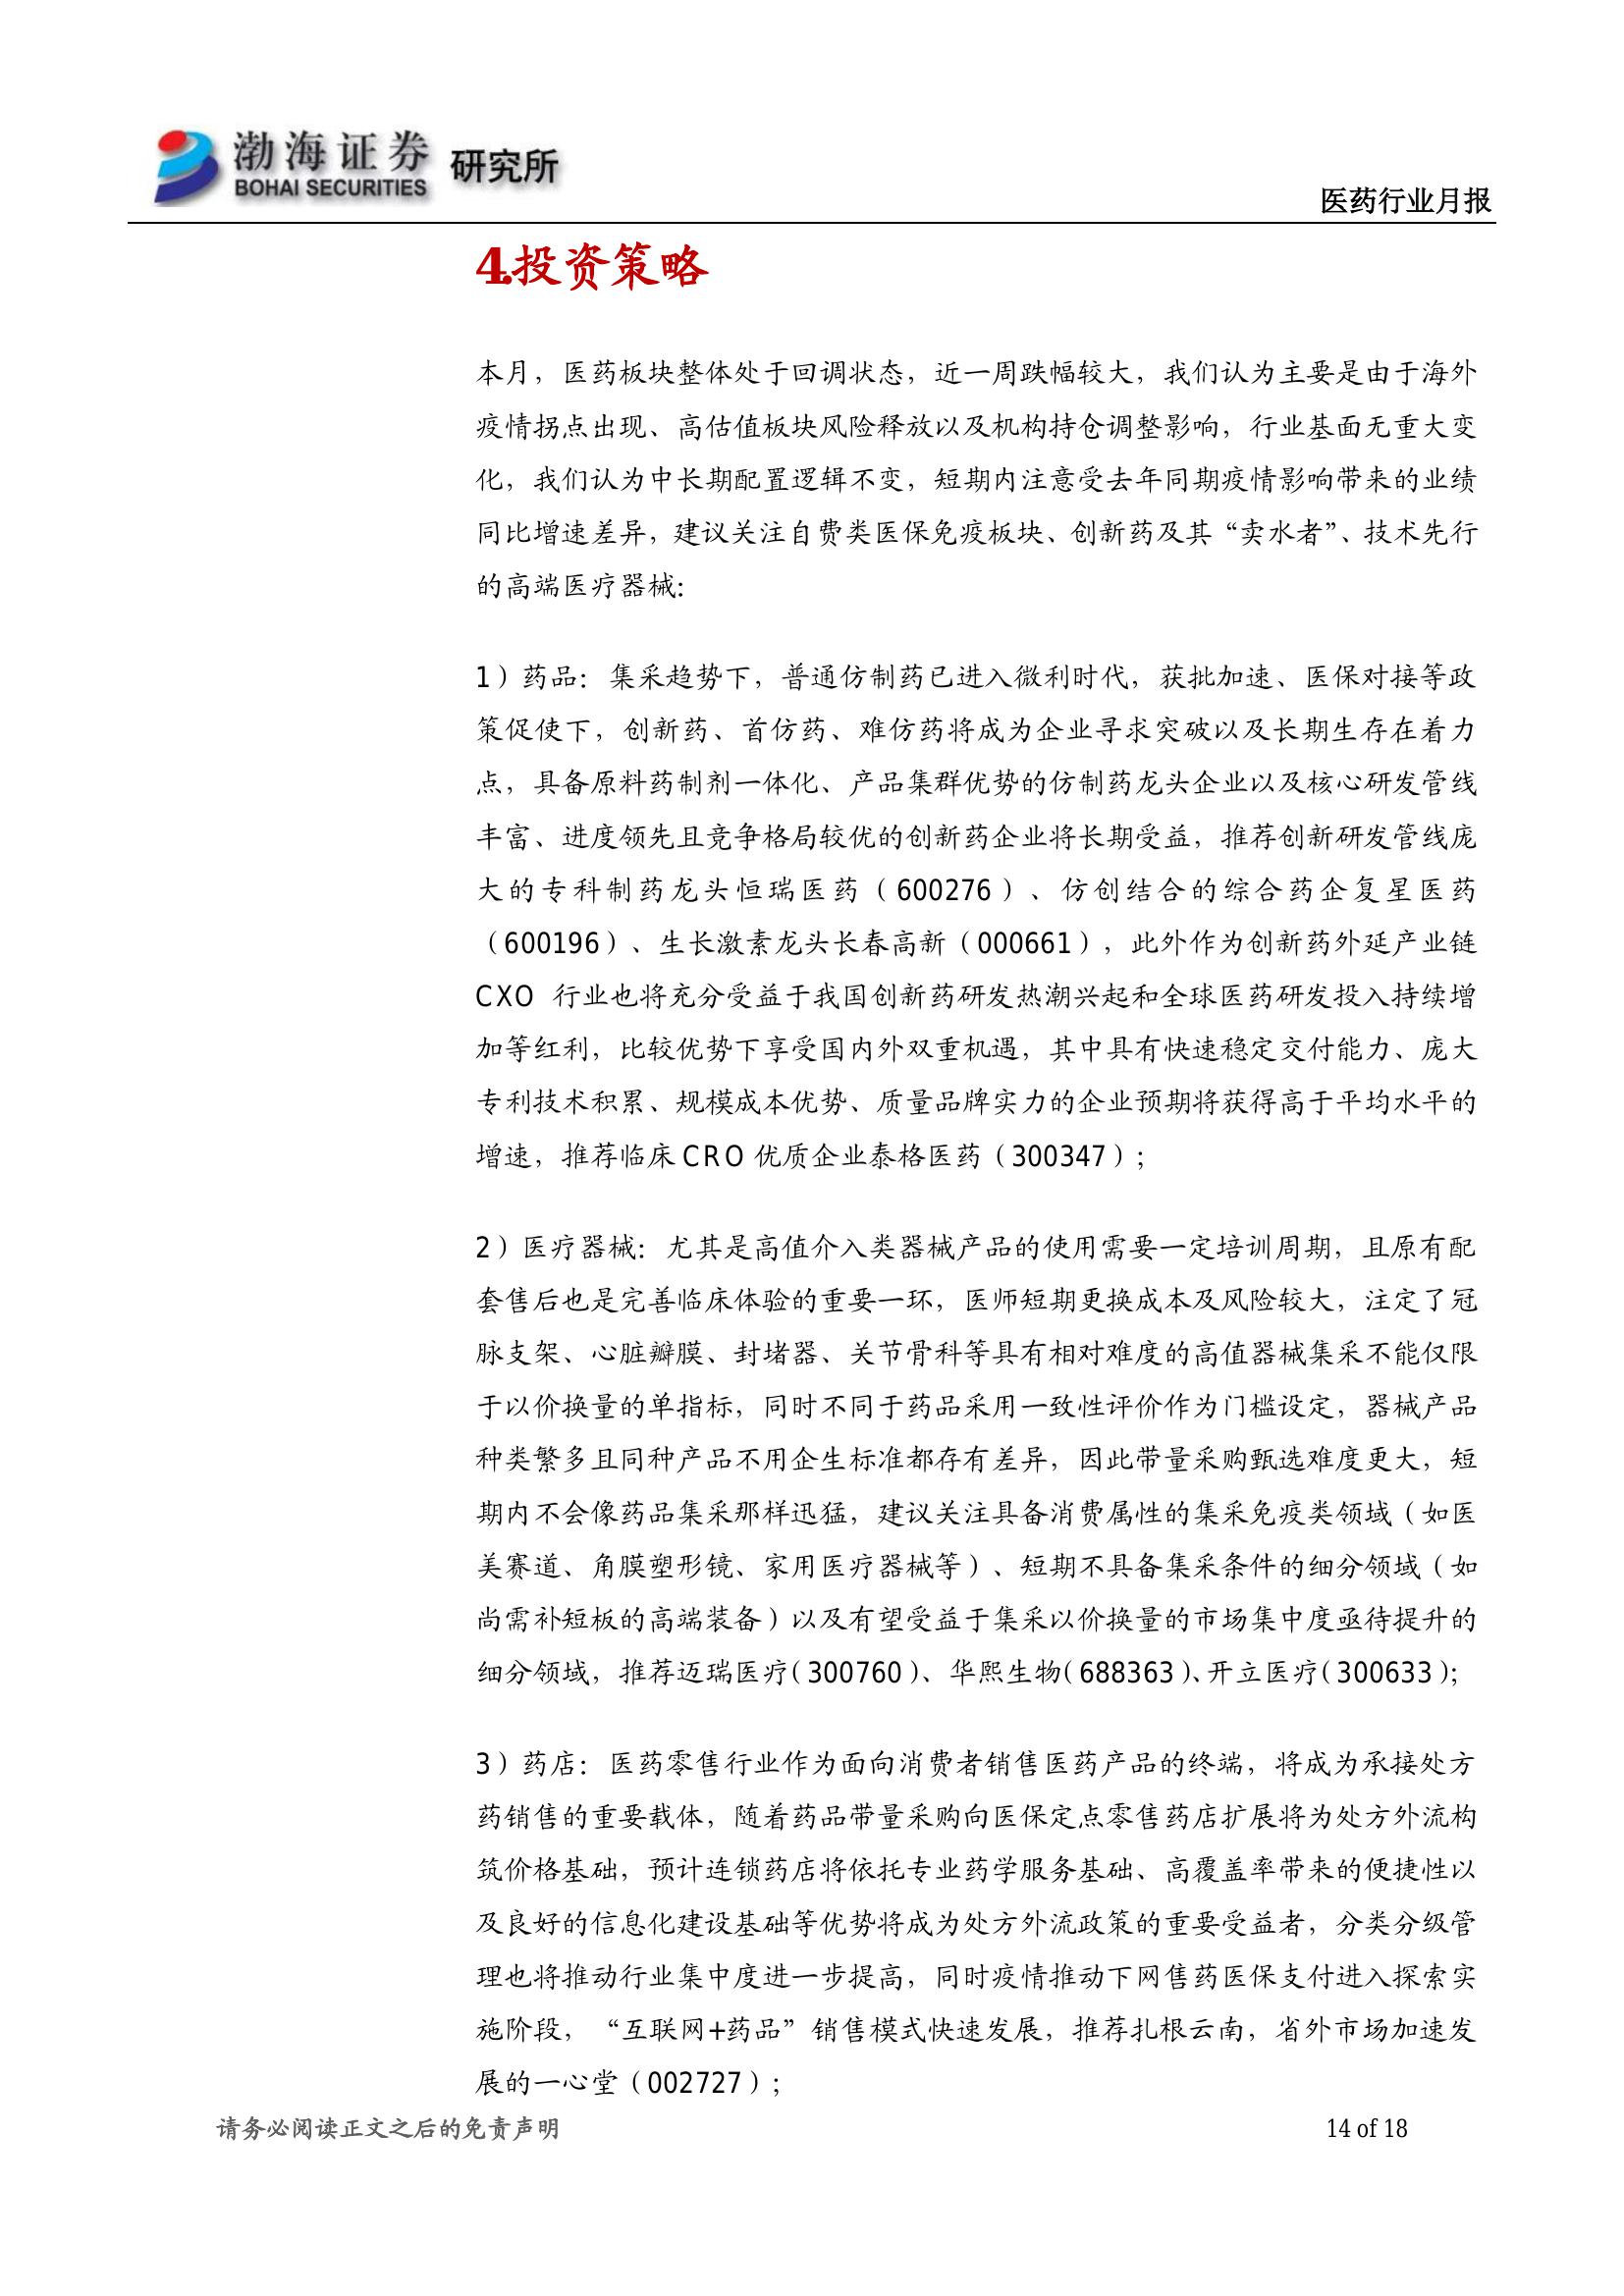 渤海证券 研究所
BOHAI SECURITIES
医药行业月报
4.投资策略
本月，医药板块整体处于回调状态，近一周跌幅较大，我们认为主要是由于海外
疫情拐点出现、高估值板块风险释放以及机构持仓调整影响，行业基面无重大变
化，我们认为中长期配置逻辑不变，短期内注意受去年同期疫情影响带来的业绩
同比增速差异，建议关注自费类医保免疫板块、创新药及其“卖水者”、技术先行
的高端医疗器械：
1）药品：集采趋势下，普通仿制药已进入微利时代，获批加速、医保对接等政
策促使下，创新药、首仿药、难仿药将成为企业寻求突破以及长期生存在着力
点，具备原料药制剂一体化、产品集群优势的仿制药龙头企业以及核心研发管线
丰富、进度领先且竞争格局较优的创新药企业将长期受益，推荐创新研发管线庞
大的专科制药龙头恒瑞医药（600276）、仿创结合的综合药企复星医药
（600196）、生长激素龙头长春高新（000661），此外作为创新药外延产业链
CXO 行业也将充分受益于我国创新药研发热潮兴起和全球医药研发投入持续增
加等红利，比较优势下享受国内外双重机遇，其中具有快速稳定交付能力、庞大
专利技术积累、规模成本优势、质量品牌实力的企业预期将获得高于平均水平的
增速，推荐临床 CRO 优质企业泰格医药（300347）；
2）医疗器械：尤其是高值介入类器械产品的使用需要一定培训周期，且原有配
套售后也是完善临床体验的重要一环，医师短期更换成本及风险较大，注定了冠
脉支架、心脏瓣膜、封堵器、关节骨科等具有相对难度的高值器械集采不能仅限
于以价换量的单指标，同时不同于药品采用一致性评价作为门槛设定，器械产品
种类繁多且同种产品不用企生标准都存有差异，因此带量采购甄选难度更大，短
期内不会像药品集采那样迅猛，建议关注具备消费属性的集采免疫类领域（如医
美赛道、角膜塑形镜、家用医疗器械等）、短期不具备集采条件的细分领域（如
尚需补短板的高端装备）以及有望受益于集采以价换量的市场集中度亟待提升的
细分领域，推荐迈瑞医疗（300760）、华熙生物（688363）、开立医疗（300633）；
3）药店：医药零售行业作为面向消费者销售医药产品的终端，将成为承接处方
药销售的重要载体，随着药品带量采购向医保定点零售药店扩展将为处方外流构
筑价格基础，预计连锁药店将依托专业药学服务基础、高覆盖率带来的便捷性以
及良好的信息化建设基础等优势将成为处方外流政策的重要受益者，分类分级管
理也将推动行业集中度进一步提高，同时疫情推动下网售药医保支付进入探索实
施阶段，“互联网+药品”销售模式快速发展，推荐扎根云南，省外市场加速发
展的一心堂（002727）；
请务必阅读正文之后的免责声明
14 of 18